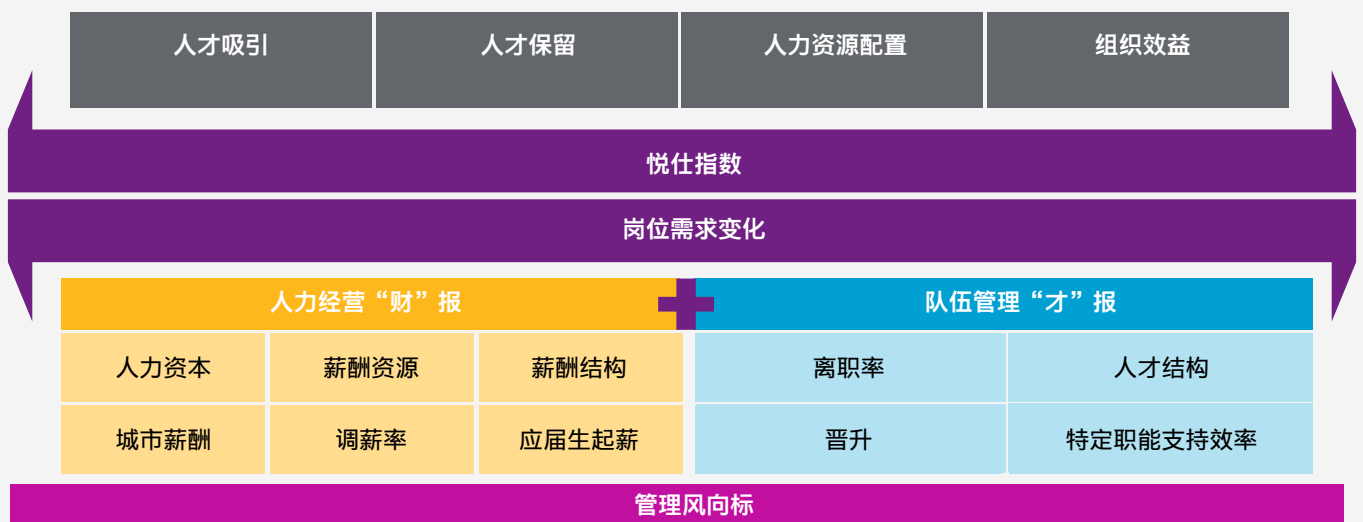 人才吸引
人才保留
人力资源配置
组织效益
悦仕指数
岗位需求变化
人力经营“财”报
队伍管理“才”报
人力资本
薪酬资源
薪酬结构
离职率
人才结构
城市薪酬
调薪率
应届生起薪
晋升
特定职能支持效率
管理风向标